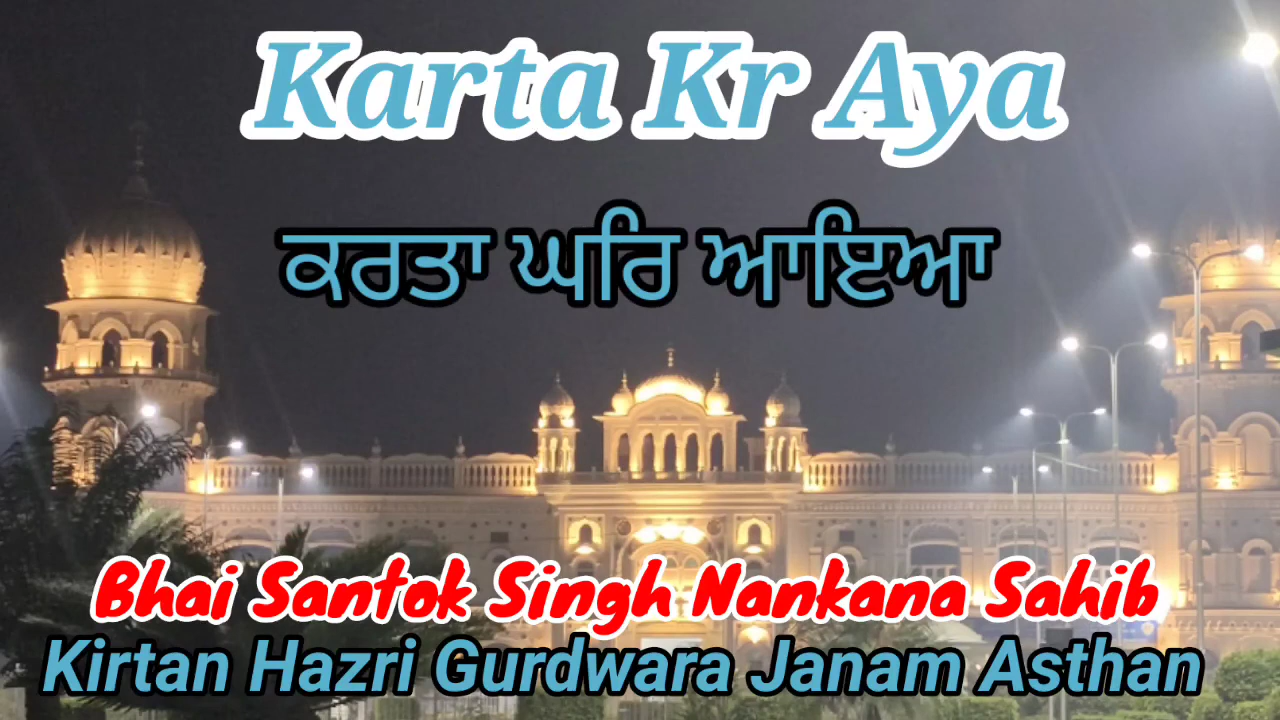 Karta Kr Aya
ਕਰਤਾ ਘਰਿ ਆਇਆ
Bhai Santok Singh Nankana Sahib
Kirtan Hazri Gurdwara Janam Asthan